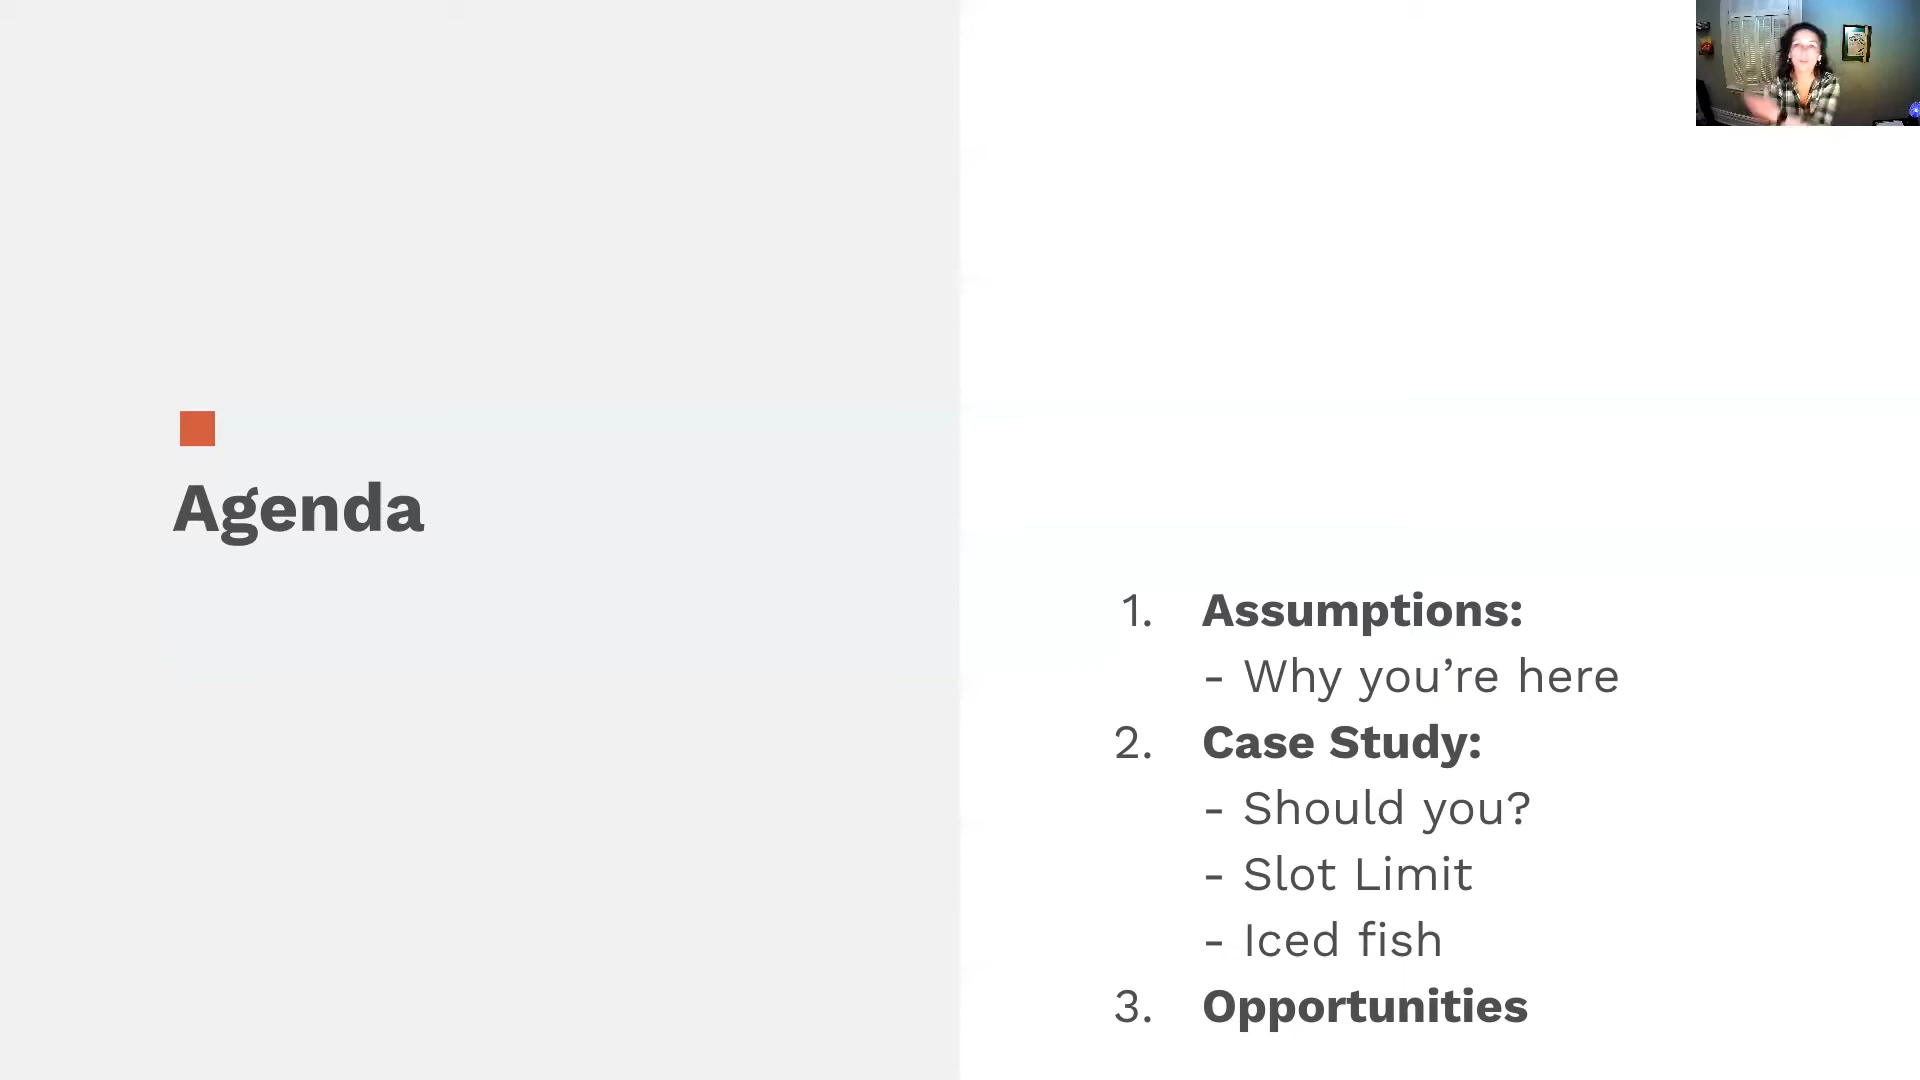 Agenda
1. Assumptions:
- Why you’re here
2. Case Study:
- Should you?
- Slot Limit
- Iced fish
3. Opportunities